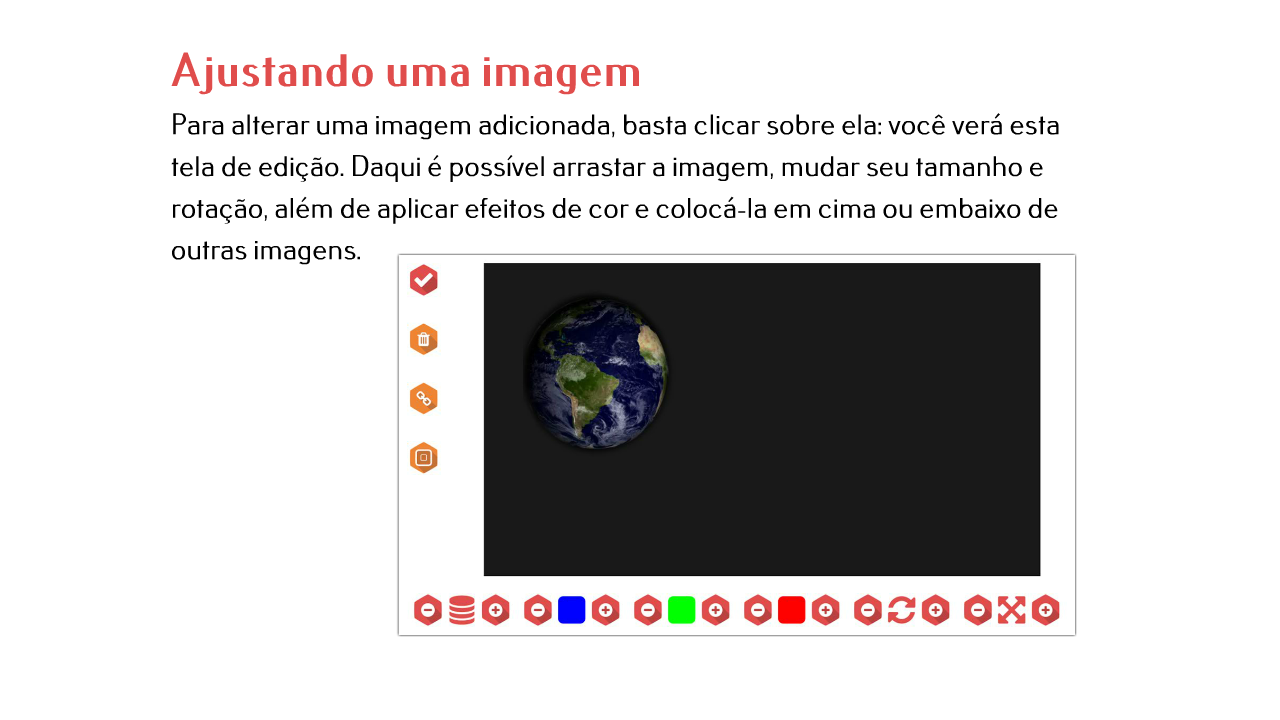 Ajustando uma imagem
Para alterar uma imagem adicionada, basta clicar sobre ela: você verá esta
tela de edição. Daqui é possível arrastar a imagem, mudar seu tamanho e
rotação, além de aplicar efeitos de cor e colocá-la em cima ou embaixo de
outras imagens.